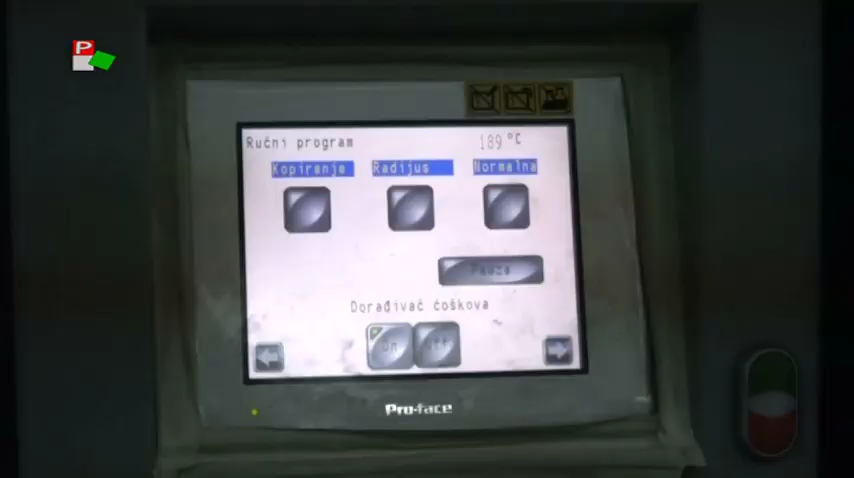 P
Ručni program 189 °C
Kopiranje Radijus Normalna
Pauza
Dorađivač ćoškova
On Off
Pro-face